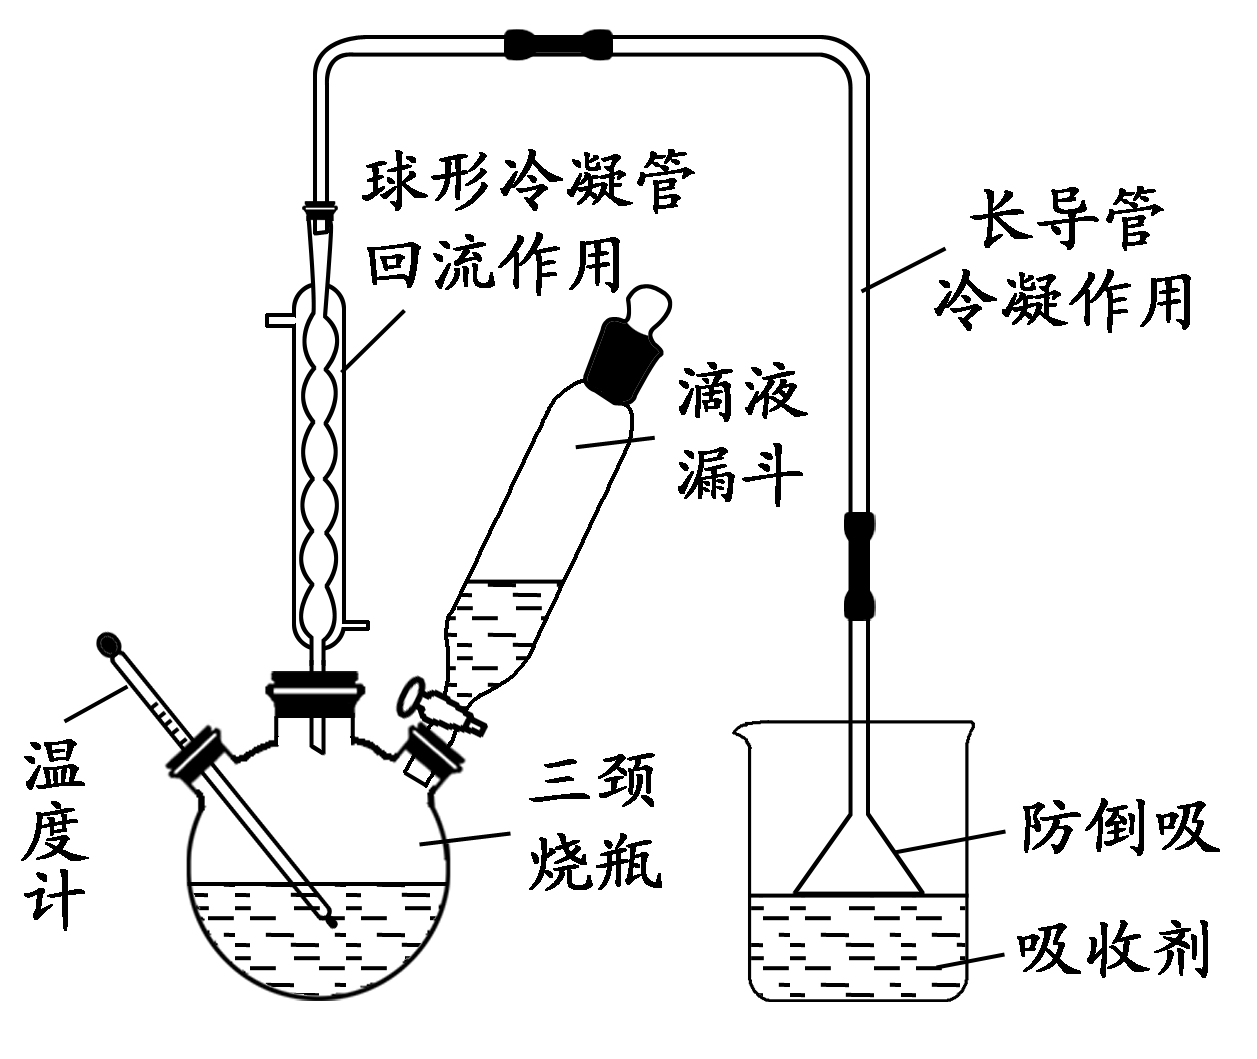 球形冷凝管
回流作用
长导管
冷凝作用
滴液
漏斗
温
度
计
三颈
烧瓶
防倒吸
吸收剂